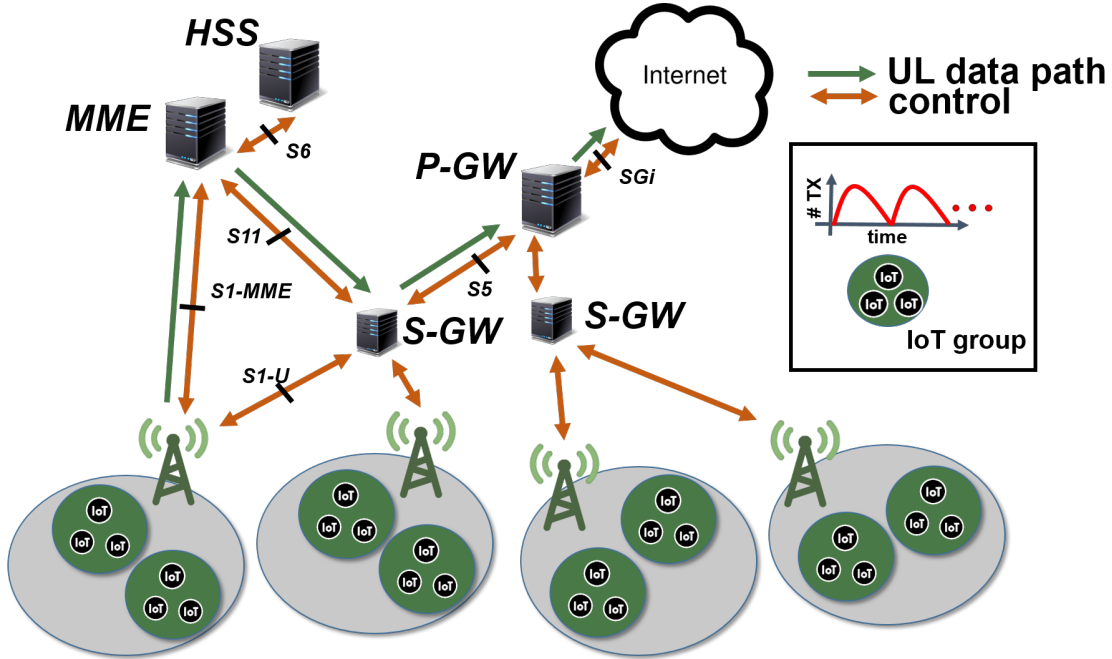 HSS
MME
S6
Internet
UL data path
control
P-GW
SGi
# TX
time
IoT
IoT IoT
IoT group
S11
S1-MME
S5
S-GW
S-GW
S1-U
IoT
IoT IoT
IoT
IoT IoT
IoT
IoT IoT
IoT
IoT IoT
IoT
IoT IoT
IoT
IoT IoT
IoT
IoT IoT
IoT
IoT IoT